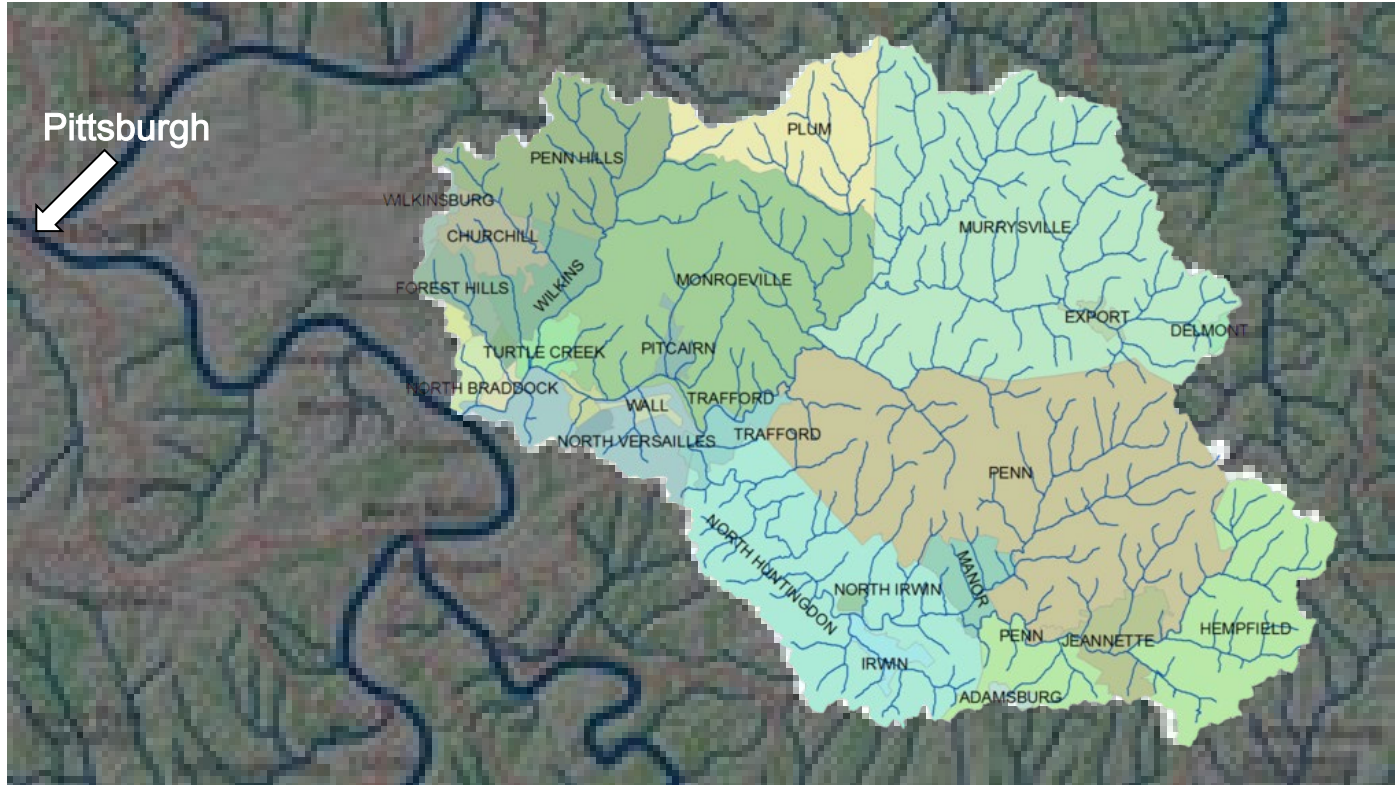 Pittsburgh
PLUM
PENN HILLS
WILKINSBURG
CHURCHILL
MURRYSVILLE
FOREST HILLS
WILKINS
MONROEVILLE
EXPORT
DELMONT
TURTLE CREEK
PITCAIRN
NORTH BRADDOCK
TRAFFORD
WALL
NORTH VERSAILLES
TRAFFORD
PENN
NORTH HUNTINGDON
NORTH IRWIN
MANOR
PENN
JEANNETTE
HEMPFIELD
IRWIN
ADAMSBURG